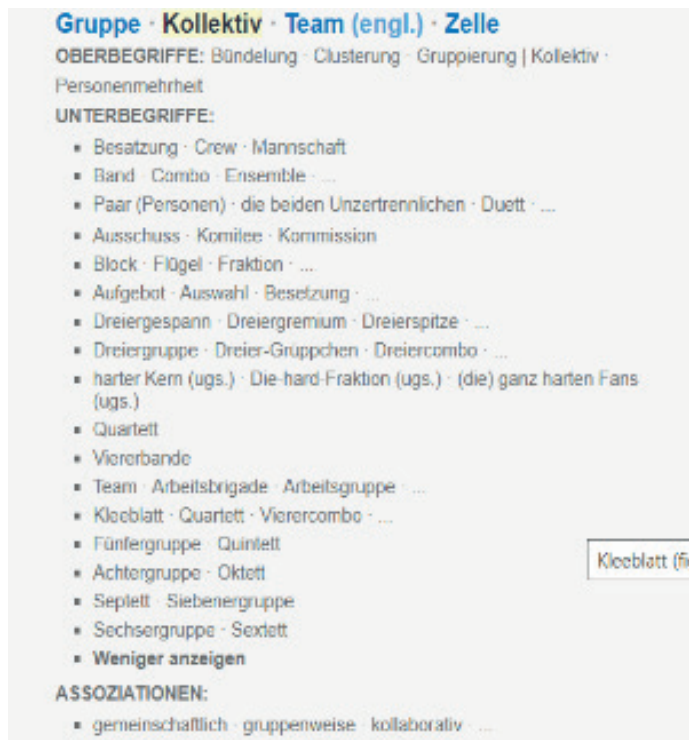 Gruppe · Kollektiv · Team (engl.) · Zelle
OBERBEGRIFFE: Bündelung · Clusterung · Gruppierung | Kollektiv ·
Personenmehrheit
UNTERBEGRIFFE:
▪ Besatzung · Crew · Mannschaft
▪ Band · Combo · Ensemble · ...
▪ Paar (Personen) · die beiden Unzertrennlichen · Duett · ...
▪ Ausschuss · Komitee · Kommission
▪ Block · Flügel · Fraktion · ...
▪ Aufgebot · Auswahl · Besetzung · ...
▪ Dreiergespann · Dreiergremium · Dreierspitze · ...
▪ Dreiergruppe · Dreier-Grüppchen · Dreiercombo · ...
▪ harter Kern (ugs.) · Die-hard-Fraktion (ugs.) · (die) ganz harten Fans
(ugs.)
▪ Quartett
▪ Viererbande
▪ Team · Arbeitsbrigade · Arbeitsgruppe · ...
▪ Kleeblatt · Quartett · Vierercombo · ...
▪ Fünfergruppe · Quintett
▪ Achtergruppe · Oktett
Kleeblatt (fi
▪ Septett · Siebenergruppe
▪ Sechsergruppe · Sextett
▪ Weniger anzeigen
ASSOZIATIONEN:
▪ gemeinschaftlich · gruppenweise · kollaborativ · ...